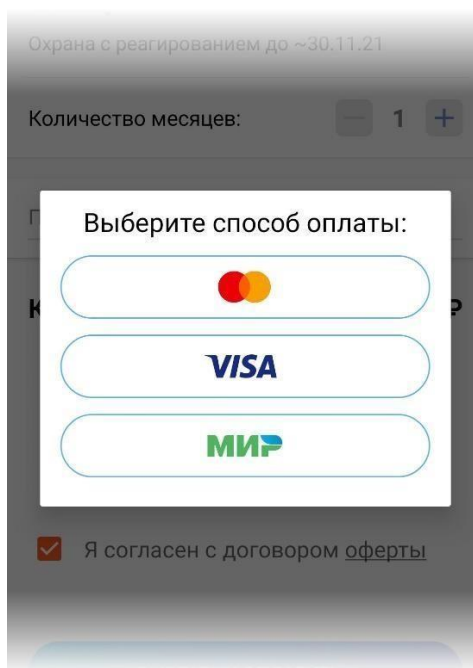 Охрана с реагированием до ~30.11.21
Количество месяцев:
— 1 +
Выберите способ оплаты:
VISA
МИР
Я согласен с договором оферты